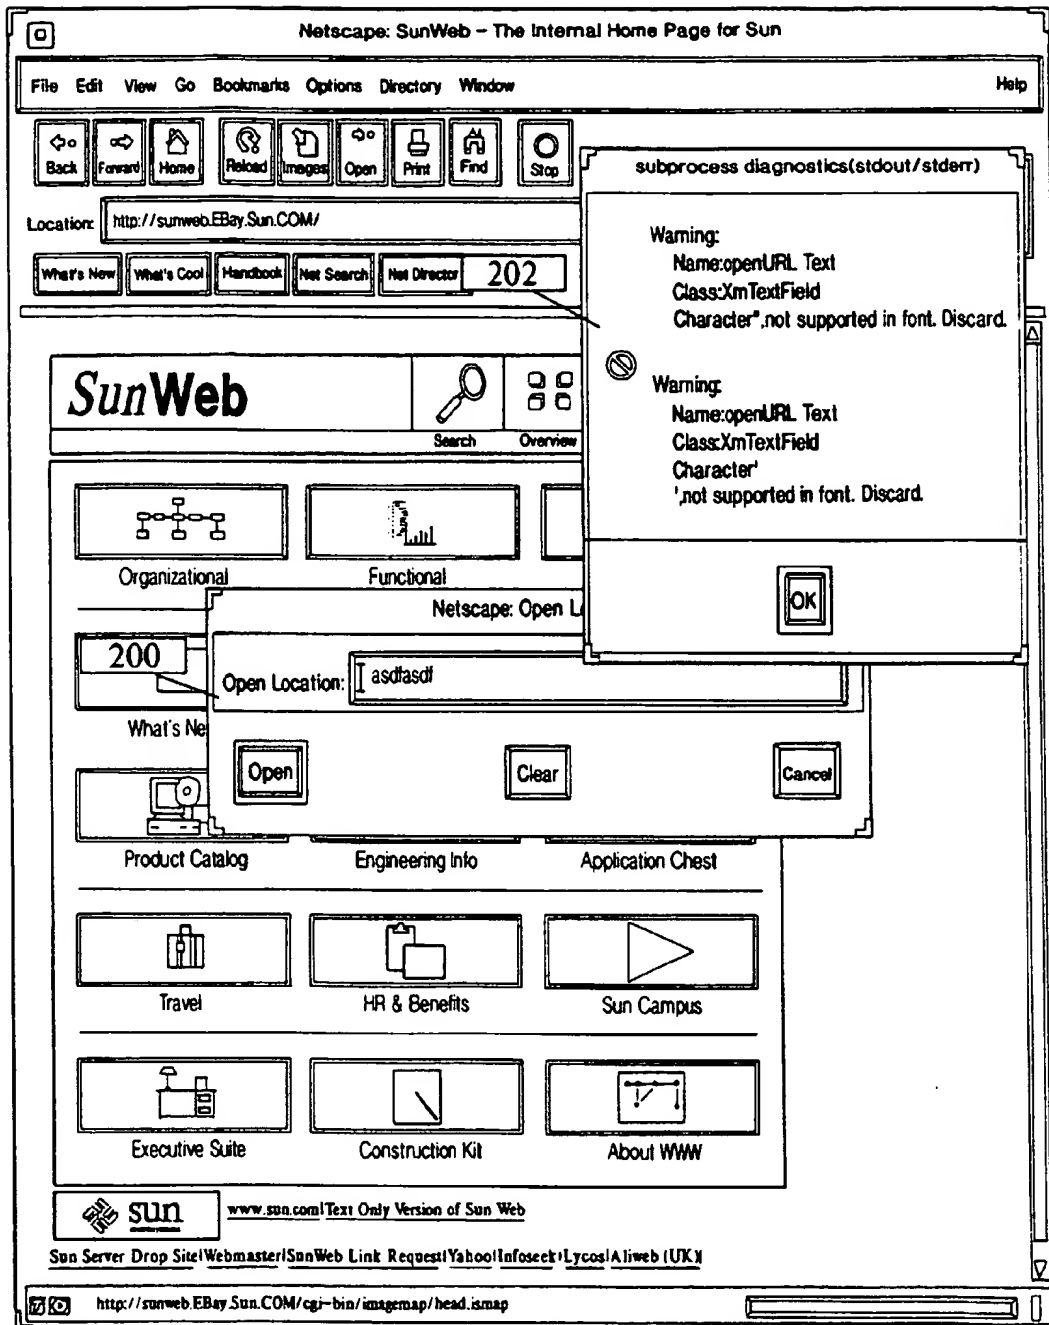 Netscape: SunWeb – The Internal Home Page for Sun
File Edit View Go Bookmarks Options Directory Window Help
Back Forward Home Reload Images Open Print Find Stop
Location: http://sunweb.EBay.Sun.COM/
What's New What's Cool Handbook Net Search Net Director
202
subprocess diagnostics(stdout/stderr)
Warning:
Name:openURL Text
Class:XmTextField
Character",not supported in font. Discard.
Warning:
Name:openURL Text
Class:XmTextField
Character'
',not supported in font. Discard.
OK
SunWeb
Search Overview
Organizational Functional
Netscape: Open L
200
Open Location: asdfasdf
What's Ne
Open Clear Cancel
Product Catalog Engineering Info Application Chest
Travel HR & Benefits Sun Campus
Executive Suite Construction Kit About WWW
sun www.sun.com|Text Only Version of Sun Web
Sun Server Drop Site|Webmaster|SunWeb Link Request|Yahoo|Infoseek|Lycos|Aliweb (UK)|
http://sunweb.EBay.Sun.COM/cgi-bin/imagemap/head.ismap